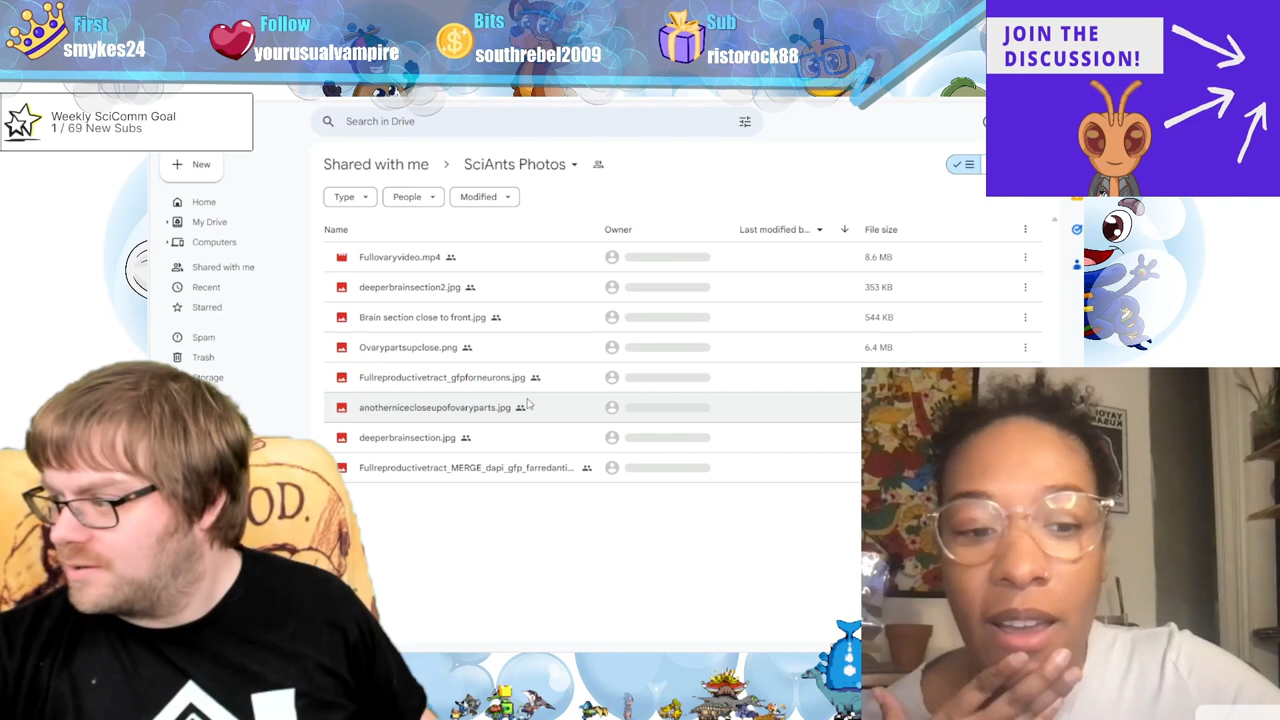 First
smykes24
Follow
yourusualvampire
Bits
southrebel2009
Sub
ristorock88
JOIN THE
DISCUSSION!
Weekly SciComm Goal
1 / 69 New Subs
Search in Drive
New
Shared with me > SciAnts Photos
Type
People
Modified
Home
My Drive
Computers
Shared with me
Recent
Starred
Spam
Trash
Storage
Name Owner Last modified b... File size
Fullovaryvideo.mp4 8.6 MB
deeperbrainsection2.jpg 353 KB
Brain section close to front.jpg 544 KB
Ovarypartsupclose.png 6.4 MB
Fullreproductivetract_gfpforneurons.jpg
anothernicecloseupofovaryparts.jpg
deeperbrainsection.jpg
Fullreproductivetract_MERGE_dapi_gfp_farredanti...
OD.
YAYOI
KUSAMA